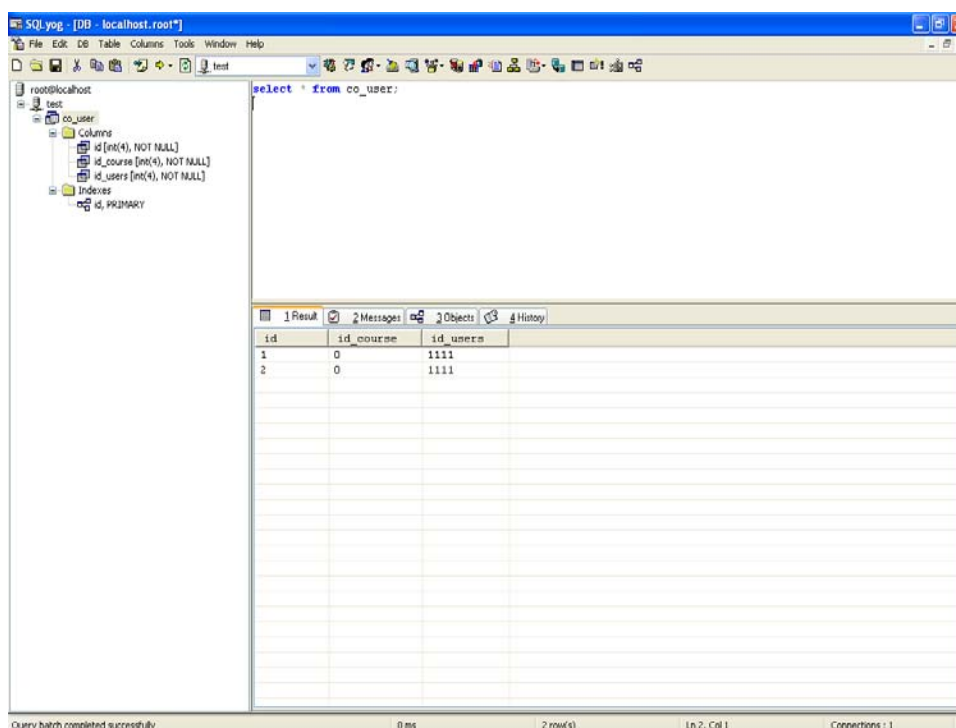 SQLyog - [DB - localhost.root*]
File Edit DB Table Columns Tools Window Help
test
root@localhost
test
co_user
Columns
id [int(4), NOT NULL]
id_course [int(4), NOT NULL]
id_users [int(4), NOT NULL]
Indexes
id, PRIMARY
select * from co_user;
1 Result 2 Messages 3 Objects 4 History
id id_course id_users
1 0 1111
2 0 1111
Query batch completed successfully 0 ms 2 row(s) Ln 2, Col 1 Connections : 1